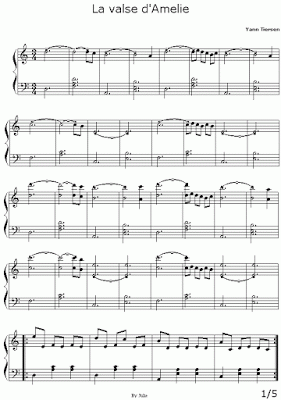 La valse d'Amelie
Yann Tiersen
1/5